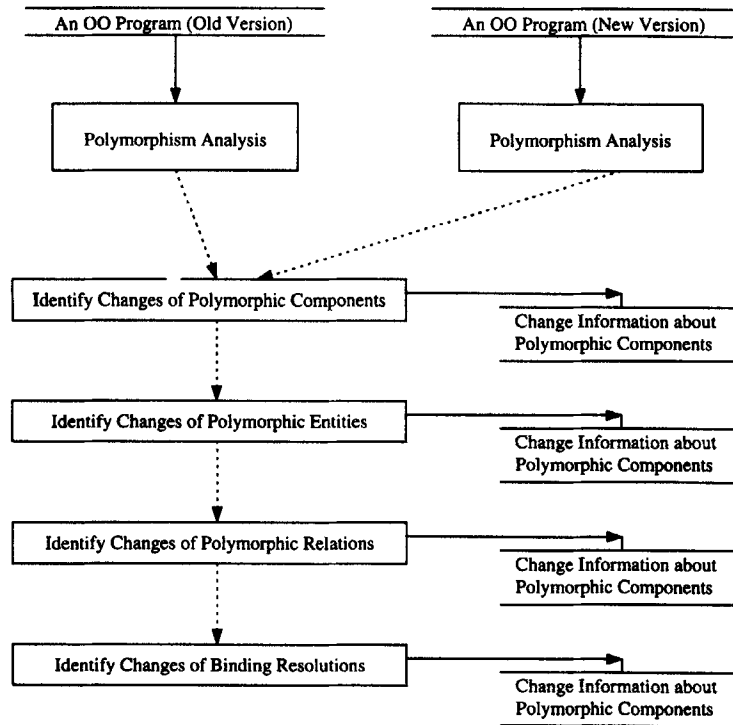 An OO Program (Old Version)
An OO Program (New Version)
Polymorphism Analysis
Polymorphism Analysis
Identify Changes of Polymorphic Components
Change Information about
Polymorphic Components
Identify Changes of Polymorphic Entities
Change Information about
Polymorphic Components
Identify Changes of Polymorphic Relations
Change Information about
Polymorphic Components
Identify Changes of Binding Resolutions
Change Information about
Polymorphic Components